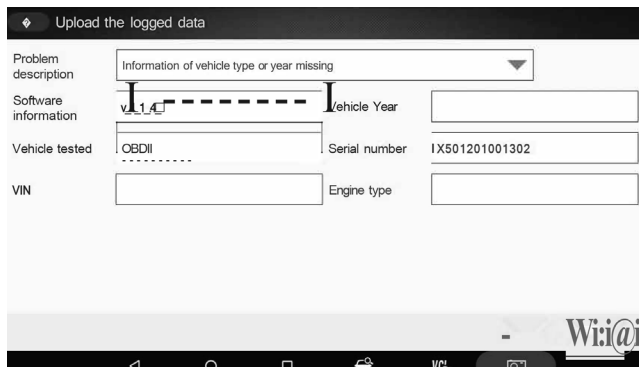 Upload the logged data
Problem description
Information of vehicle type or year missing
Software information
Vehicle Year
Vehicle tested
OBDII
Serial number
IX501201001302
VIN
Engine type